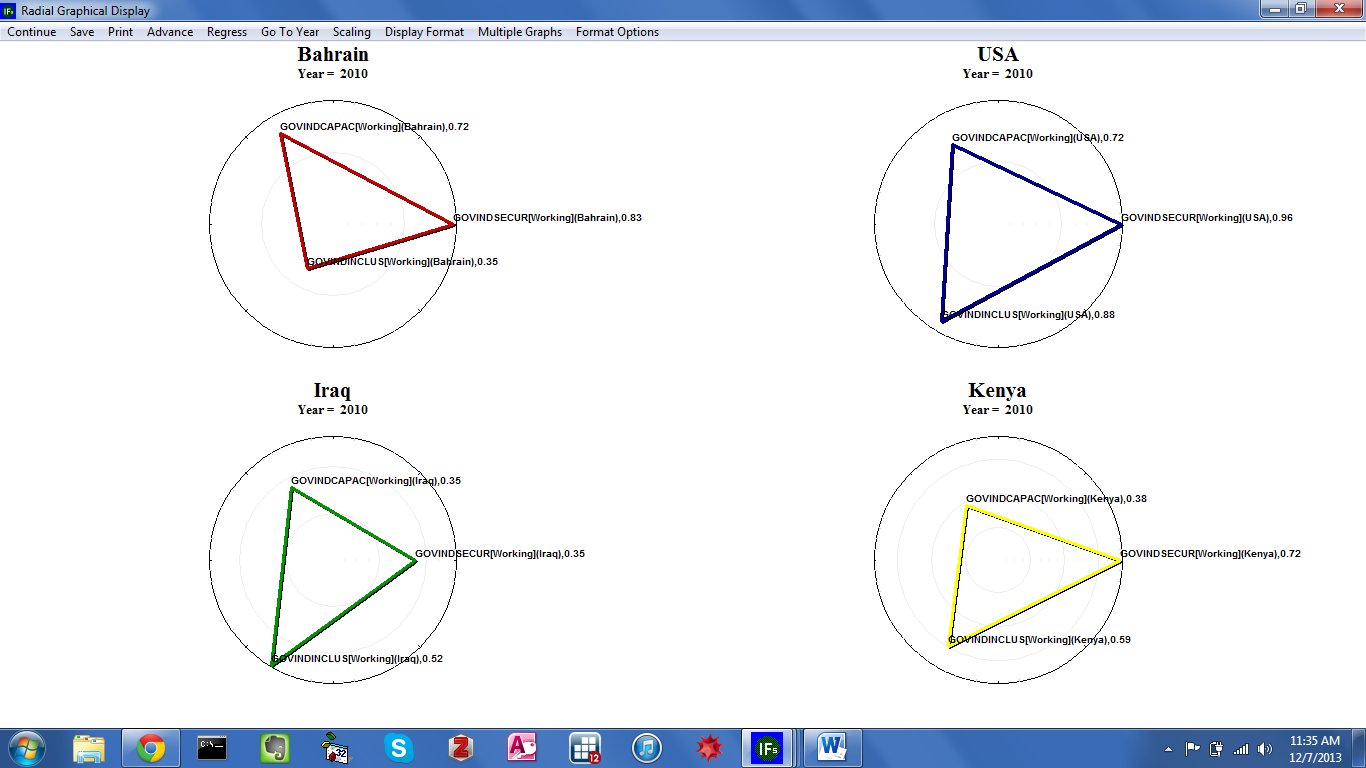 IFs Radial Graphical Display
Continue Save Print Advance Regress Go To Year Scaling Display Format Multiple Graphs Format Options
Bahrain
Year = 2010
GOVINDCAPAC[Working](Bahrain),0.72
GOVINDSECUR[Working](Bahrain),0.83
GOVINDINCLUS[Working](Bahrain),0.35
USA
Year = 2010
GOVINDCAPAC[Working](USA),0.72
GOVINDSECUR[Working](USA),0.96
GOVINDINCLUS[Working](USA),0.88
Iraq
Year = 2010
GOVINDCAPAC[Working](Iraq),0.35
GOVINDSECUR[Working](Iraq),0.35
GOVINDINCLUS[Working](Iraq),0.52
Kenya
Year = 2010
GOVINDCAPAC[Working](Kenya),0.38
GOVINDSECUR[Working](Kenya),0.72
GOVINDINCLUS[Working](Kenya),0.59
C:\ 32 S Z A 12 IFs W
11:35 AM
12/7/2013